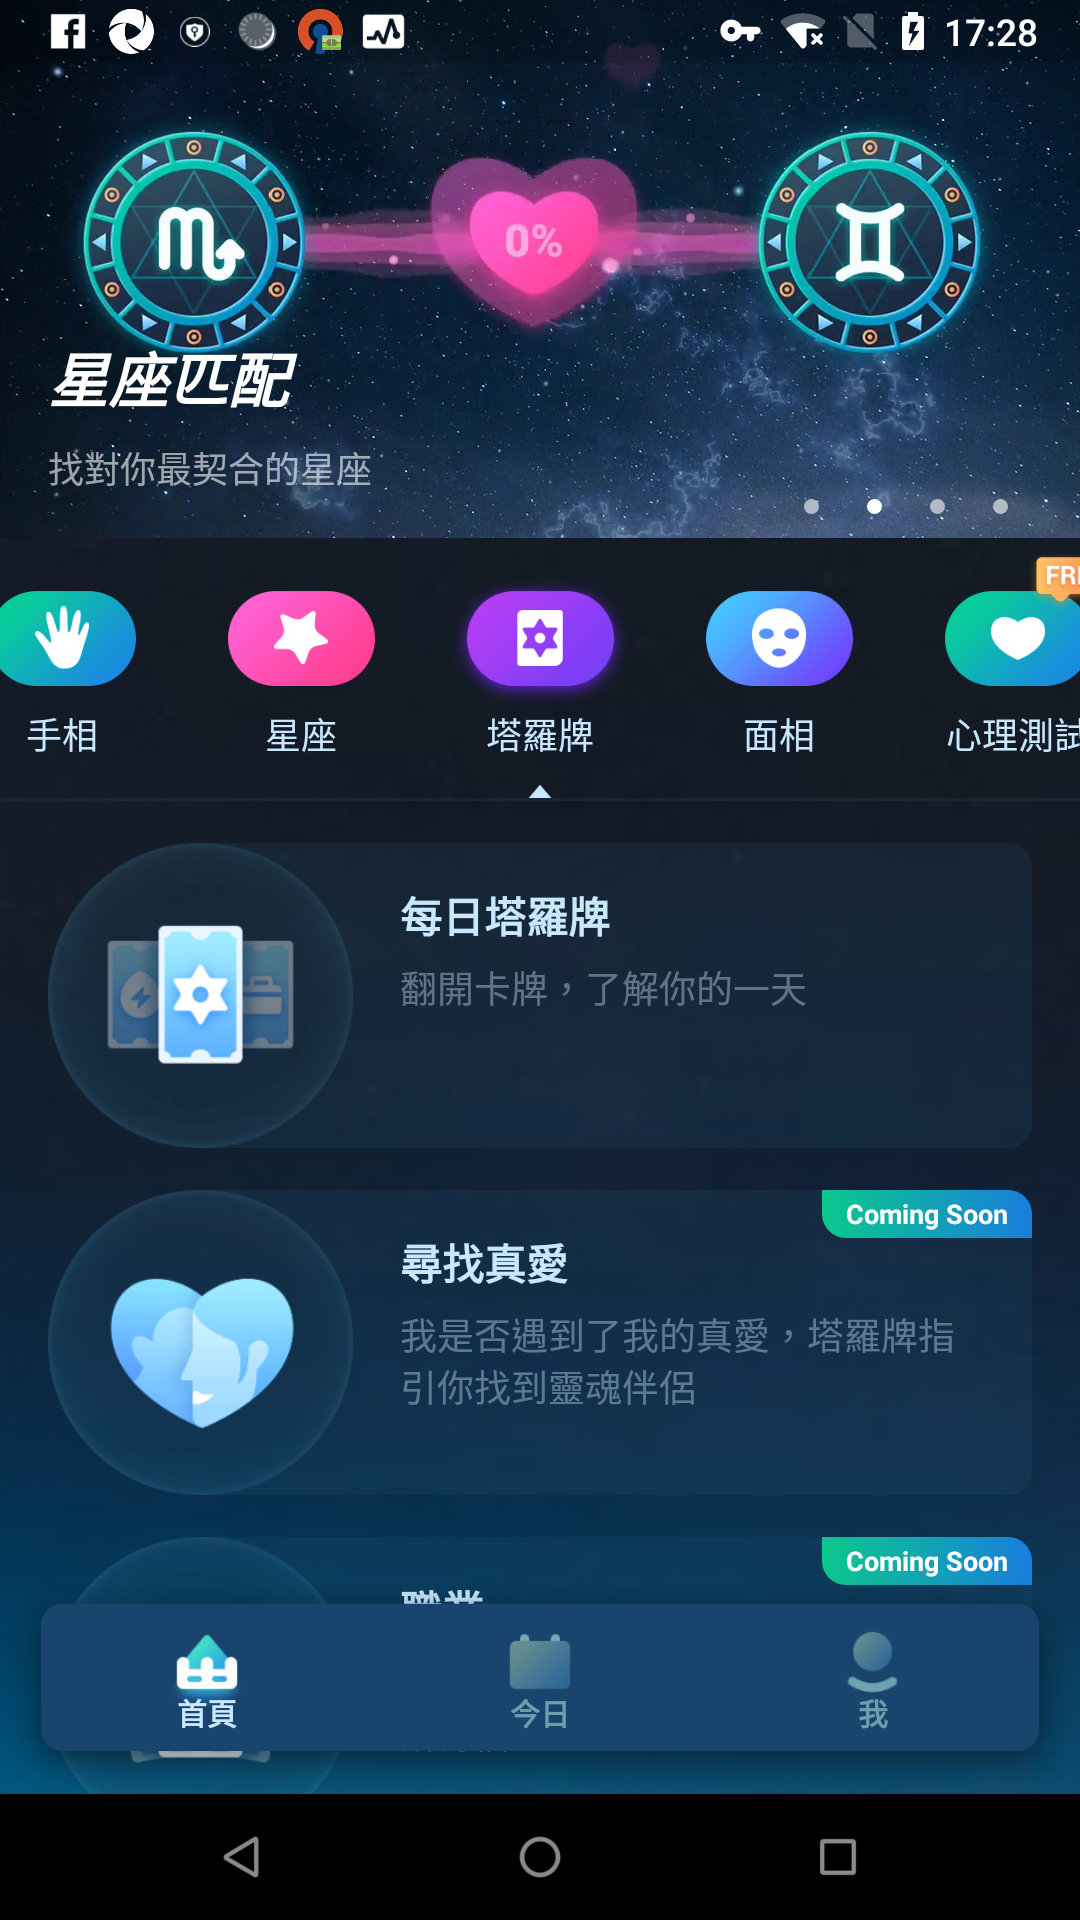 17:28
0%
星座匹配
找對你最契合的星座
FR
手相
星座
塔羅牌
面相
心理測試
每日塔羅牌
翻開卡牌，了解你的一天
Coming Soon
尋找真愛
我是否遇到了我的真愛，塔羅牌指
引你找到靈魂伴侶
Coming Soon
職業
首頁
今日
我